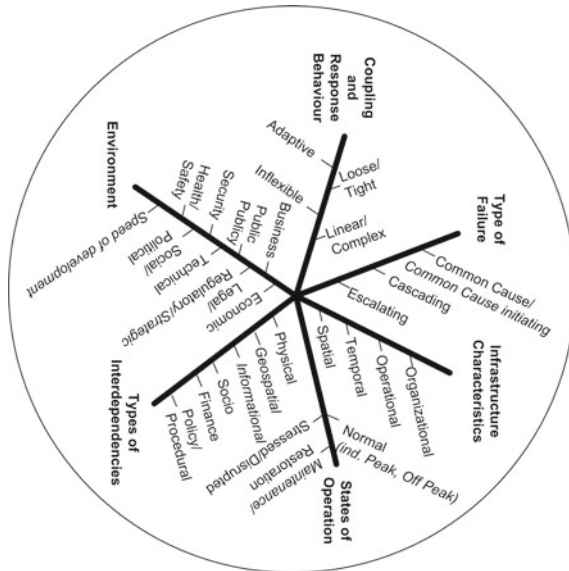 Coupling
and
Response
Behaviour
Adaptive
Inflexible
Loose/
Tight
Linear/
Complex
Type of
Failure
Common Cause/
Common Cause initiating
Cascading
Escalating
Infrastructure
Characteristics
Organizational
Operational
Temporal
Spatial
States of
Operation
Normal
(ind. Peak, Off Peak)
Stressed/Disrupted
Restoration
Maintenance/
Types of
Interdependencies
Physical
Geospatial
Informational
Socio
Finance
Policy/
Procedural
Environment
Economic
Legal/
Regulatory/Strategic
Technical
Social/
Political
Speed of development
Business
Public
Publicy
Security
Health/
Safety